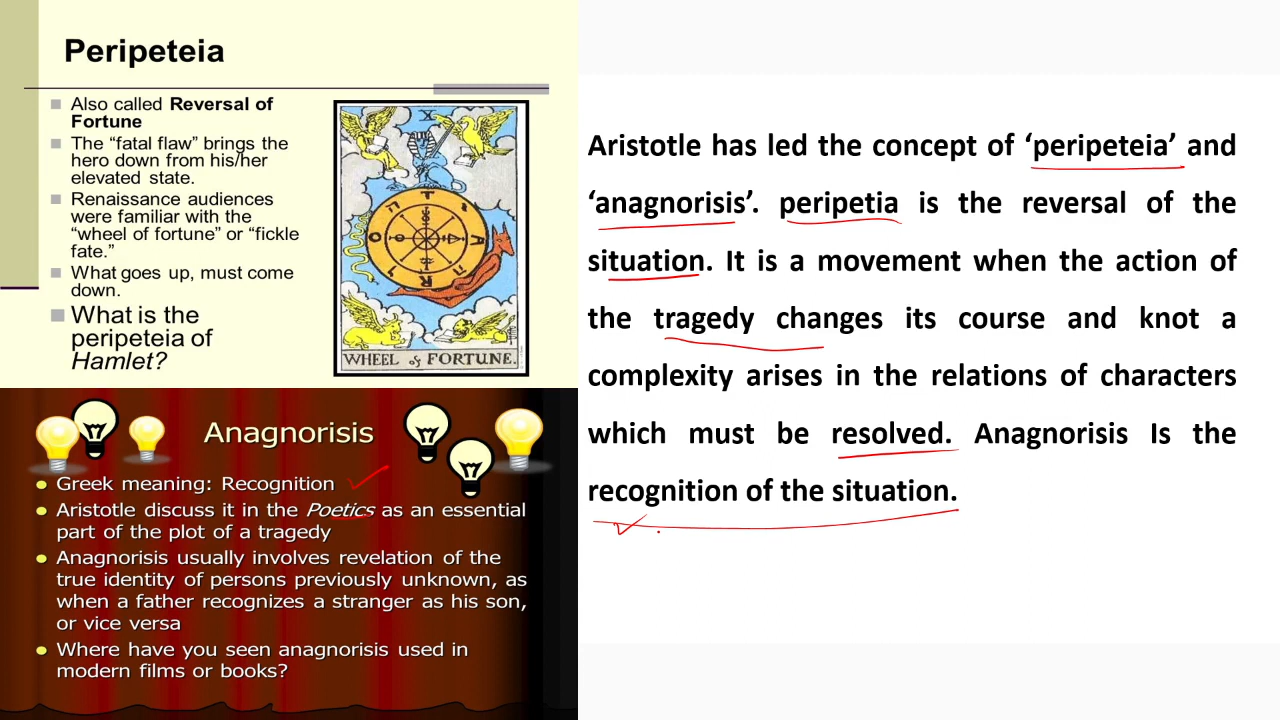 Peripeteia
Also called Reversal of
Fortune
The “fatal flaw” brings the
hero down from his/her
elevated state.
Renaissance audiences
were familiar with the
“wheel of fortune” or “fickle
fate.”
What goes up, must come
down.
What is the
peripeteia of
Hamlet?
X
WHEEL of FORTUNE.
Anagnorisis
Greek meaning: Recognition
Aristotle discuss it in the Poetics as an essential
part of the plot of a tragedy
Anagnorisis usually involves revelation of the
true identity of persons previously unknown, as
when a father recognizes a stranger as his son,
or vice versa
Where have you seen anagnorisis used in
modern films or books?
Aristotle has led the concept of ‘peripeteia’ and
‘anagnorisis’. peripetia is the reversal of the
situation. It is a movement when the action of
the tragedy changes its course and knot a
complexity arises in the relations of characters
which must be resolved. Anagnorisis Is the
recognition of the situation.